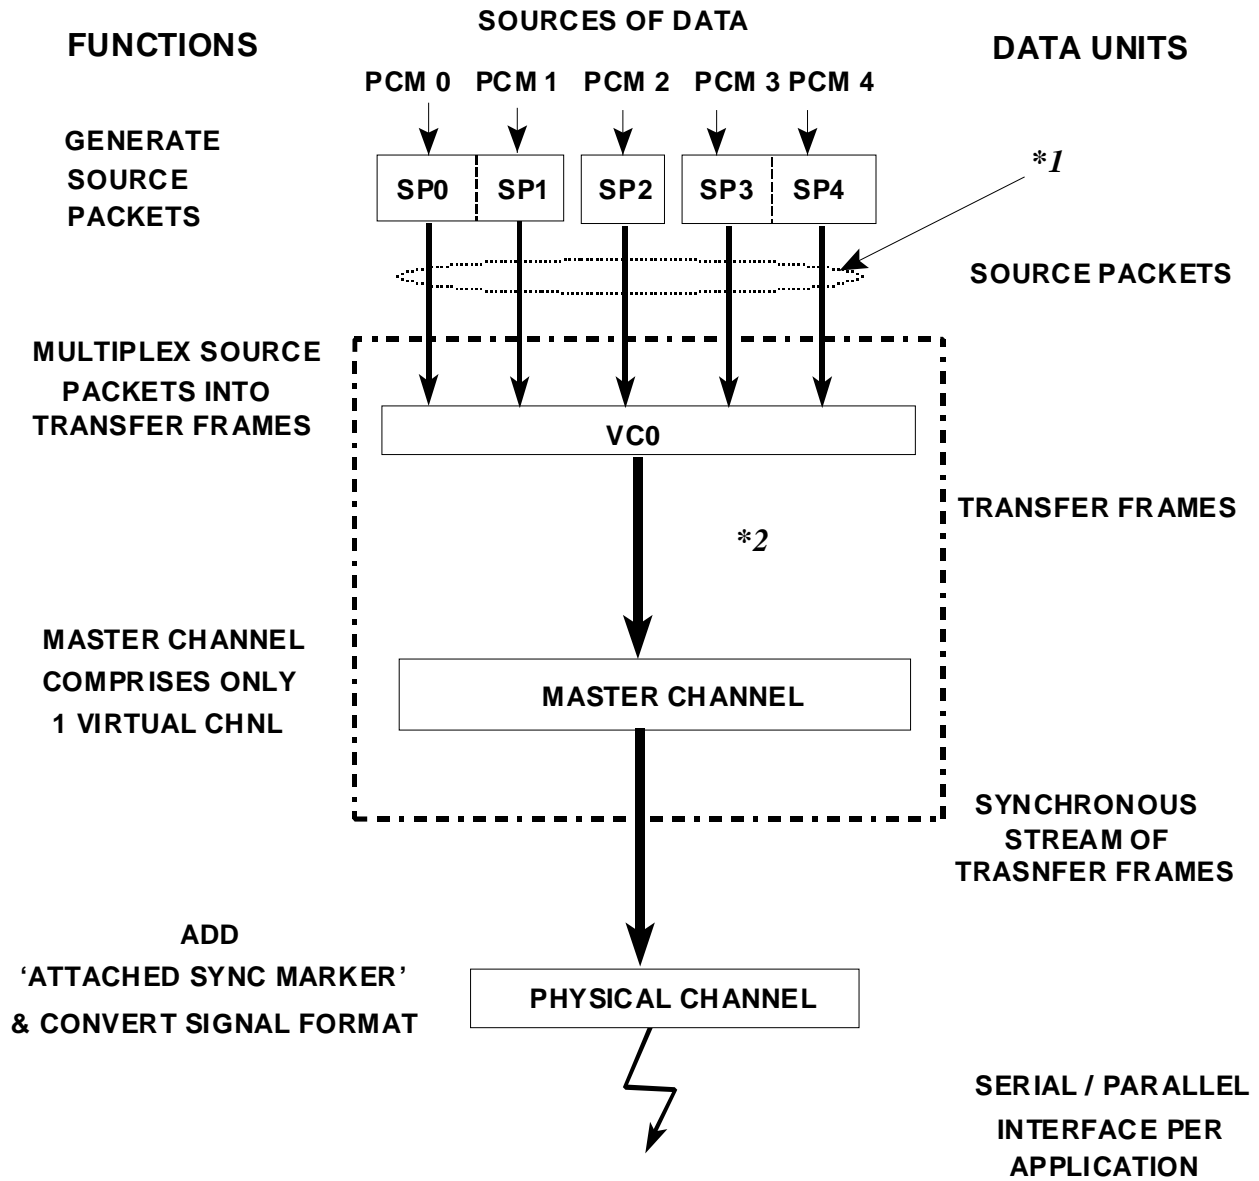 SOURCES OF DATA
FUNCTIONS
DATA UNITS
PCM 0 PCM 1 PCM 2 PCM 3 PCM 4
GENERATE
SOURCE
PACKETS
SP0 SP1 SP2 SP3 SP4
*1
SOURCE PACKETS
MULTIPLEX SOURCE
PACKETS INTO
TRANSFER FRAMES
VC0
TRANSFER FRAMES
*2
MASTER CHANNEL
COMPRISES ONLY
1 VIRTUAL CHNL
MASTER CHANNEL
SYNCHRONOUS
STREAM OF
TRASNFER FRAMES
ADD
‘ATTACHED SYNC MARKER’
& CONVERT SIGNAL FORMAT
PHYSICAL CHANNEL
SERIAL / PARALLEL
INTERFACE PER
APPLICATION